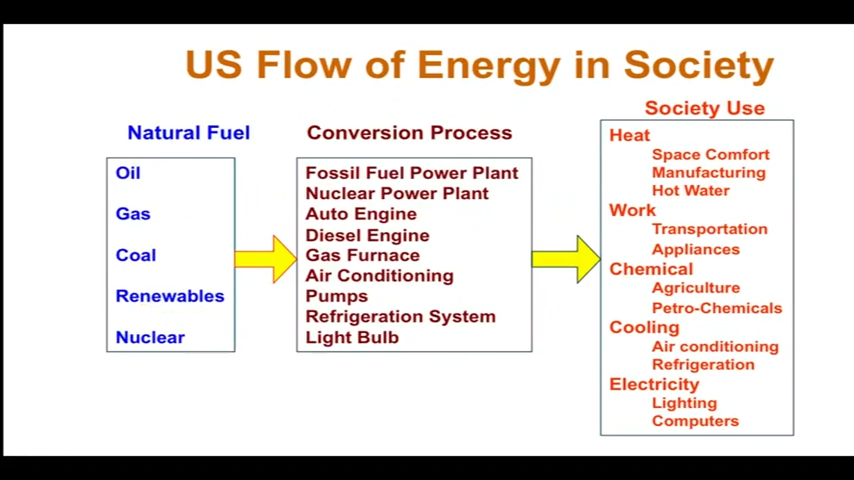 US Flow of Energy in Society
Natural Fuel
Oil
Gas
Coal
Renewables
Nuclear
Conversion Process
Fossil Fuel Power Plant
Nuclear Power Plant
Auto Engine
Diesel Engine
Gas Furnace
Air Conditioning
Pumps
Refrigeration System
Light Bulb
Society Use
Heat
Space Comfort
Manufacturing
Hot Water
Work
Transportation
Appliances
Chemical
Agriculture
Petro-Chemicals
Cooling
Air conditioning
Refrigeration
Electricity
Lighting
Computers